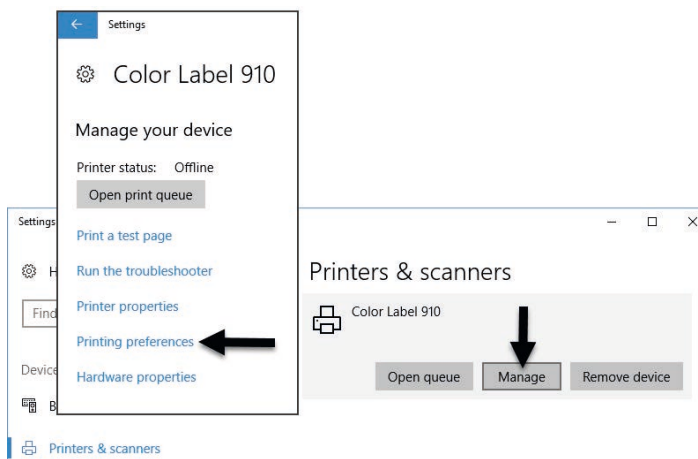 Settings
Color Label 910
Manage your device
Printer status: Offline
Open print queue
Print a test page
Run the troubleshooter
Printer properties
Printing preferences
Hardware properties
Settings
H
Find
Device
B
Printers & scanners
Printers & scanners
Color Label 910
Open queue Manage Remove device